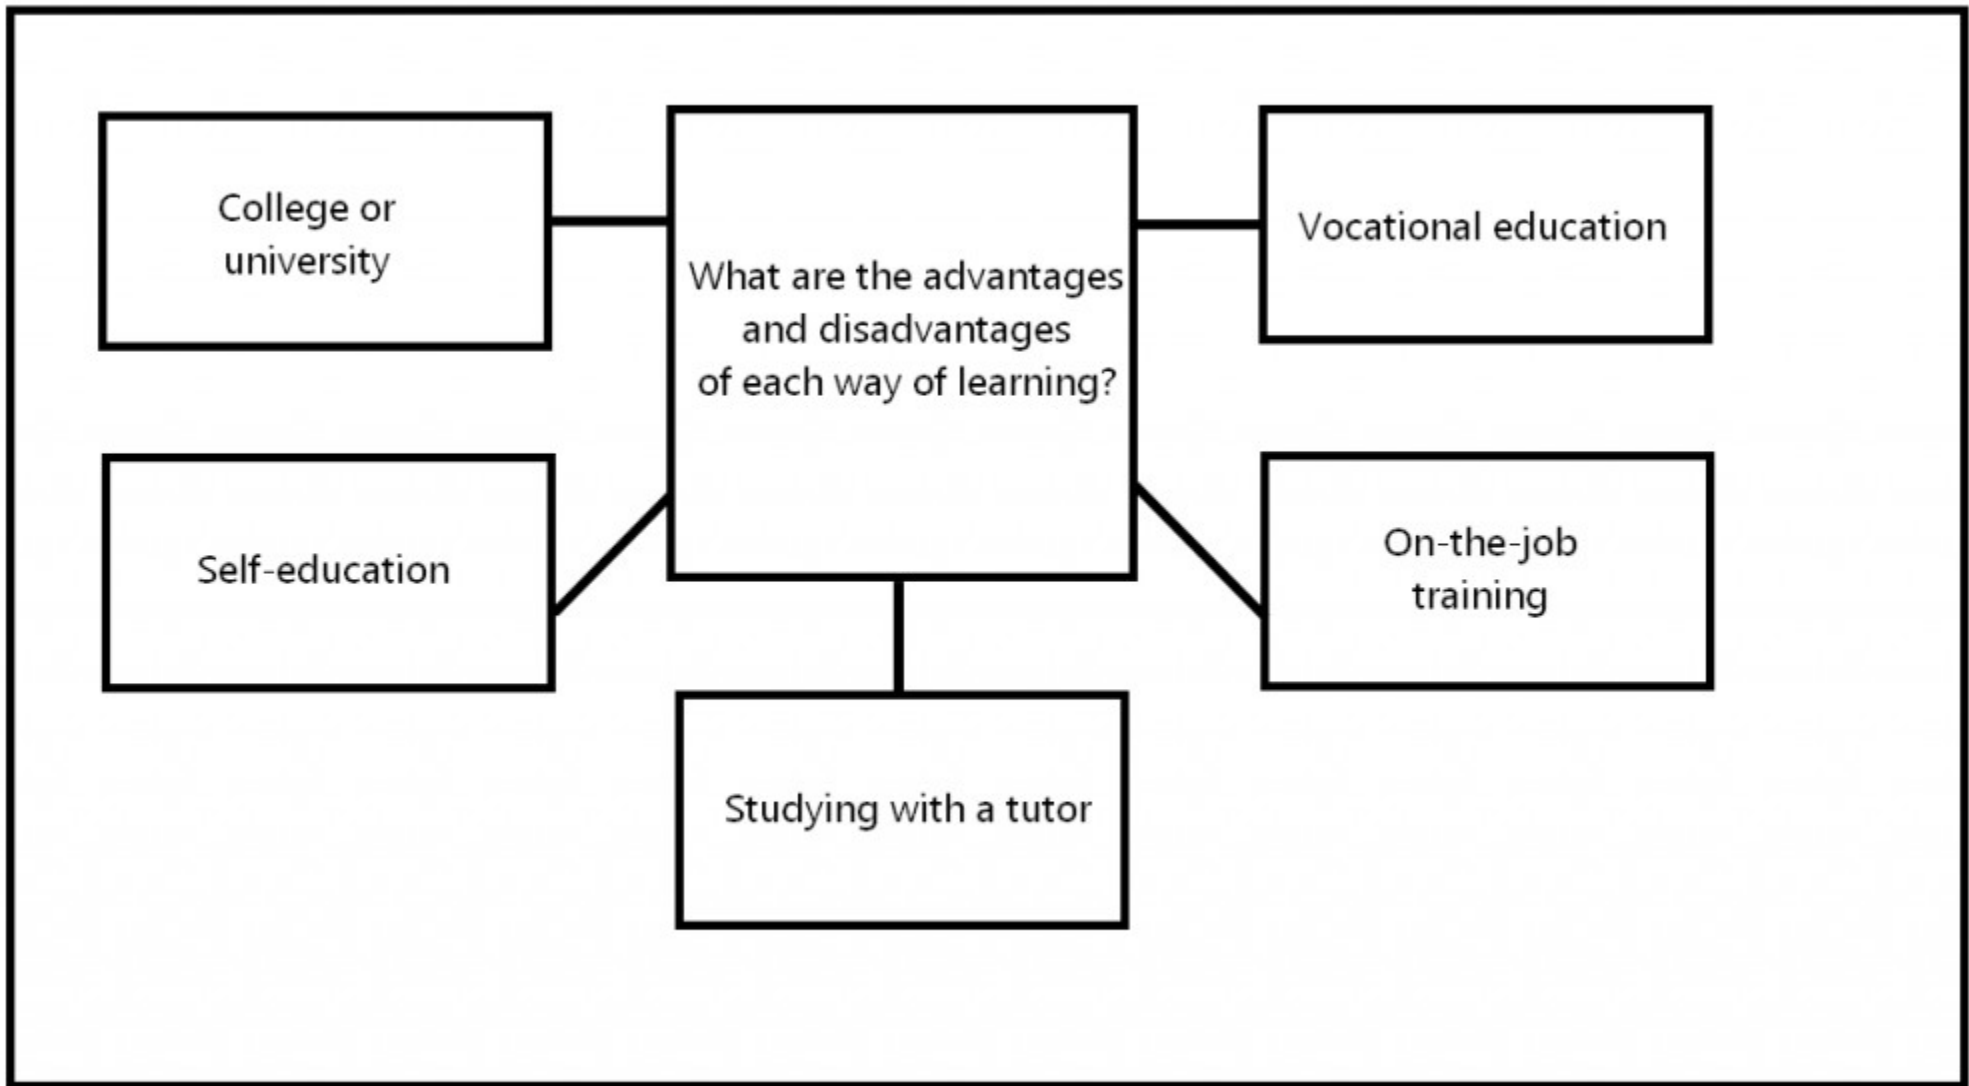 College or
university
What are the advantages
and disadvantages
of each way of learning?
Vocational education
Self-education
On-the-job
training
Studying with a tutor